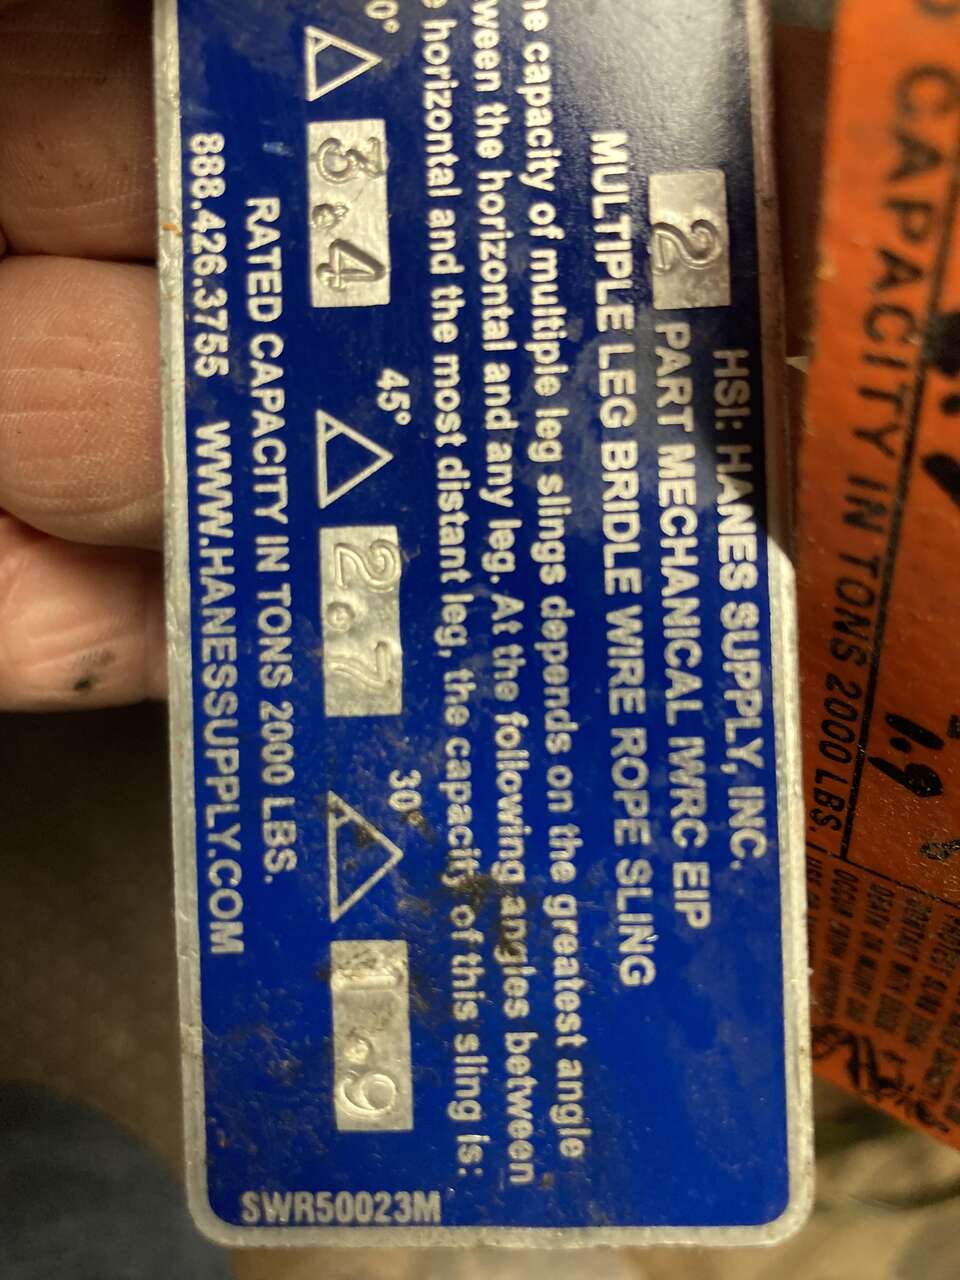 HSI: HANES SUPPLY, INC.
2 PART MECHANICAL IWRC EIP
MULTIPLE LEG BRIDLE WIRE ROPE SLING
capacity of multiple leg slings depends on the greatest angle
the horizontal and any leg. At the following angles between
horizontal and the most distant leg, the capacity of this sling is:
45° 30°
3.4 2.7 1.9
RATED CAPACITY IN TONS 2000 LBS.
888.426.3755 WWW.HANESSUPPLY.COM
SWR50023M
CAPACITY
CAPACITY IN TONS 2000 LBS.
1.9